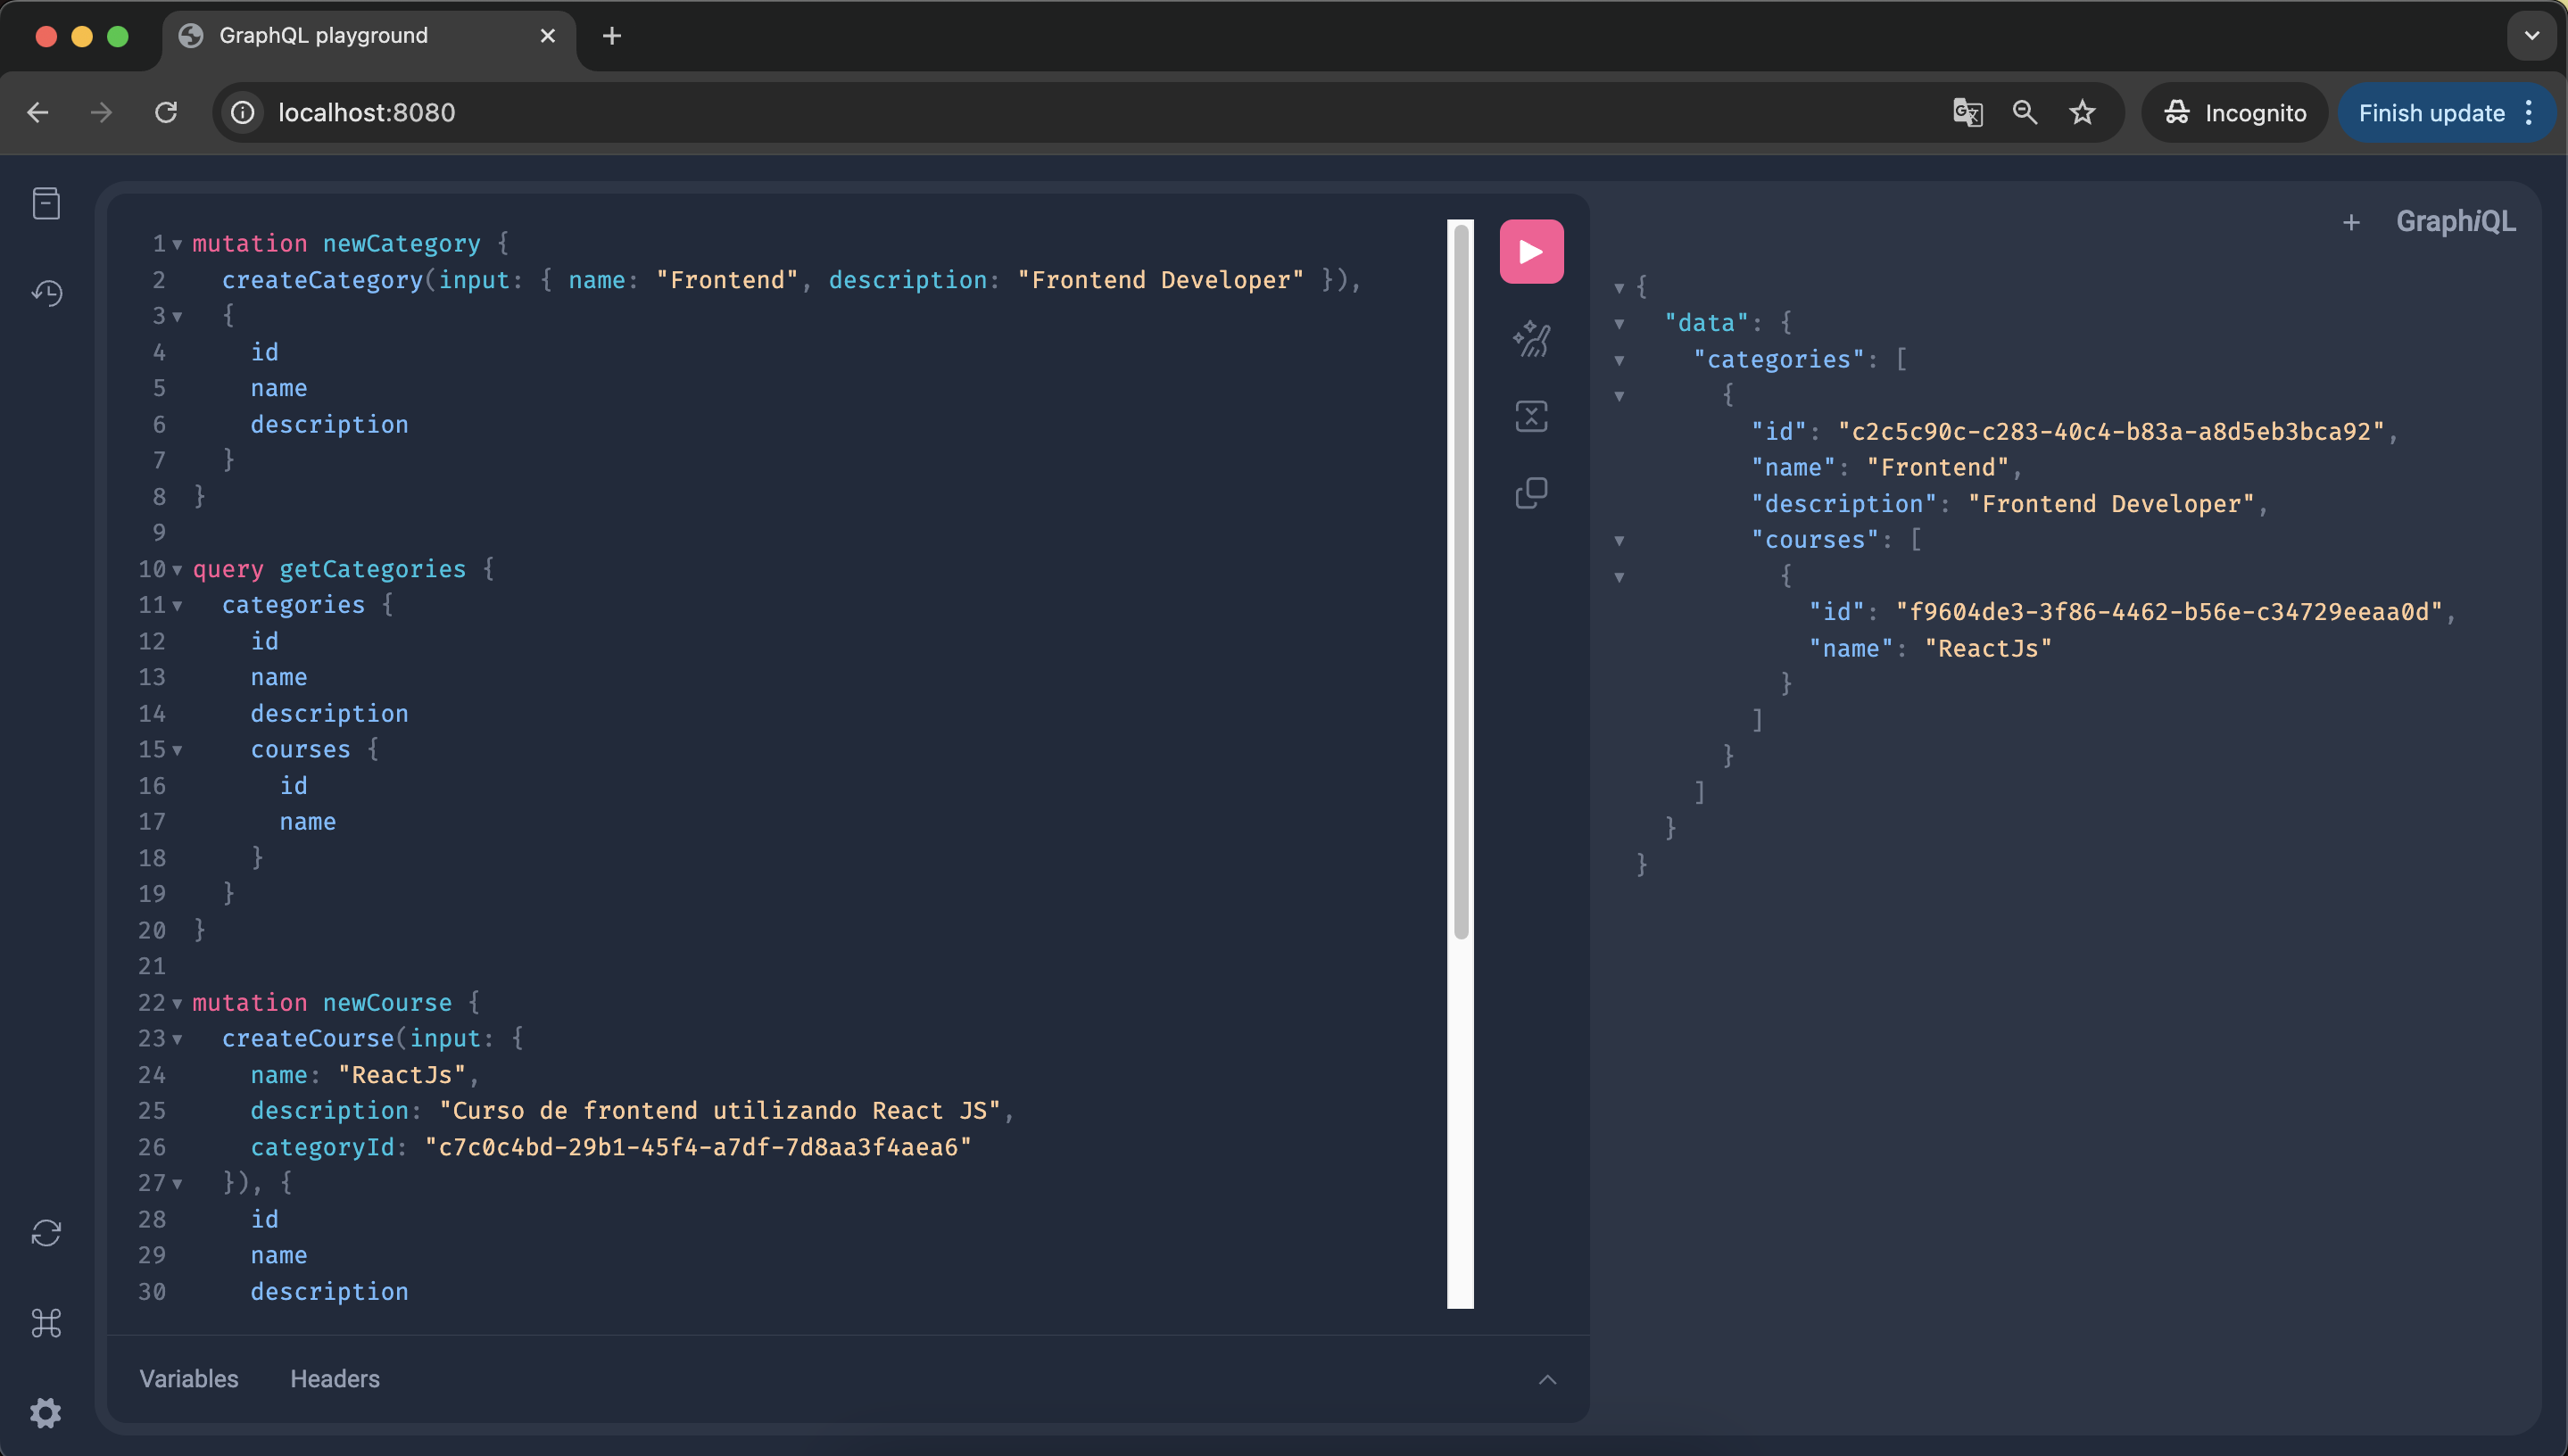 GraphQL playground
localhost:8080
Incognito
Finish update
1 mutation newCategory {
2   createCategory(input: { name: "Frontend", description: "Frontend Developer" }),
3   {
4     id
5     name
6     description
7   }
8 }
9
10 query getCategories {
11   categories {
12     id
13     name
14     description
15     courses {
16       id
17       name
18     }
19   }
20 }
21
22 mutation newCourse {
23   createCourse(input: {
24     name: "ReactJs",
25     description: "Curso de frontend utilizando React JS",
26     categoryId: "c7c0c4bd-29b1-45f4-a7df-7d8aa3f4aea6"
27   }), {
28     id
29     name
30     description
Variables Headers
+ GraphiQL
{
  "data": {
    "categories": [
      {
        "id": "c2c5c90c-c283-40c4-b83a-a8d5eb3bca92",
        "name": "Frontend",
        "description": "Frontend Developer",
        "courses": [
          {
            "id": "f9604de3-3f86-4462-b56e-c34729eeaa0d",
            "name": "ReactJs"
          }
        ]
      }
    ]
  }
}